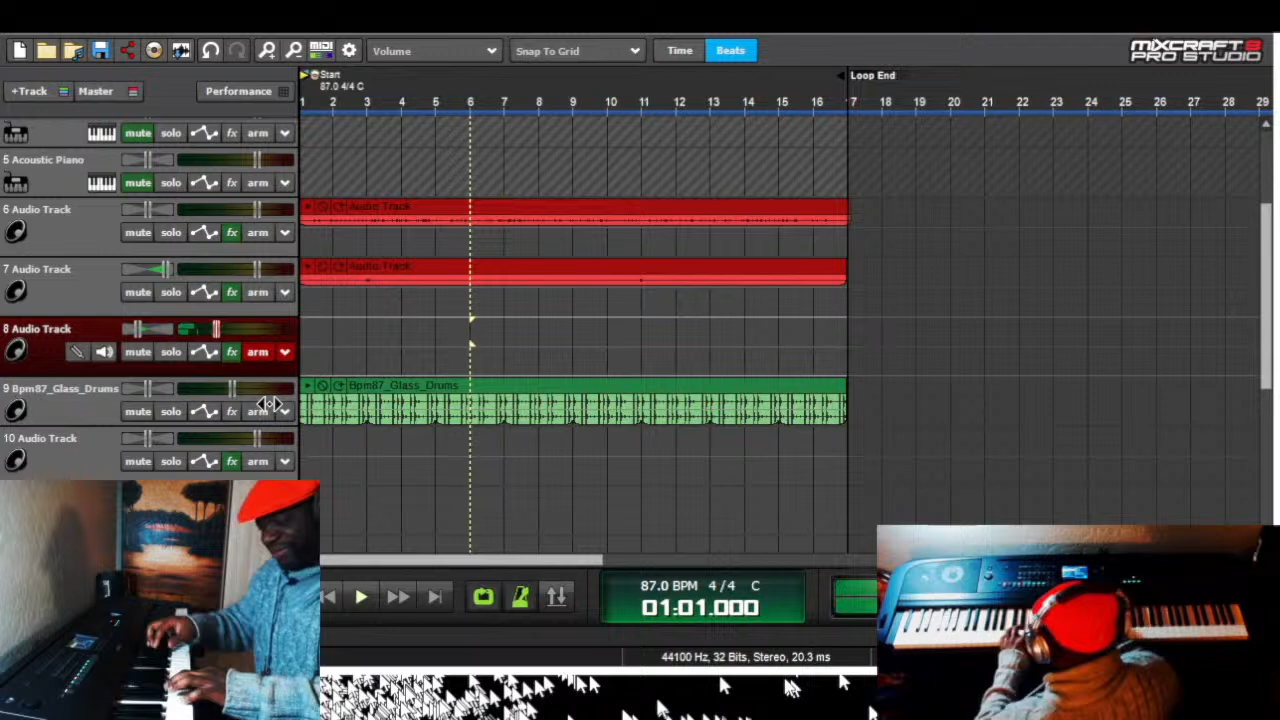 MIDI
Volume
Snap To Grid
Time
Beats
MIXCRAFT 8
PRO STUDIO
+Track
Master
Performance
Start
87.0 4/4 C
Loop End
1 2 3 4 5 6 7 8 9 10 11 12 13 14 15 16 17 18 19 20 21 22 23 24 25 26 27 28 29
mute solo fx arm
5 Acoustic Piano
mute solo fx arm
6 Audio Track
Audio Track
mute solo fx arm
7 Audio Track
Audio Track
mute solo fx arm
8 Audio Track
mute solo fx arm
9 Bpm87_Glass_Drums
Bpm87_Glass_Drums
mute solo fx arm
10 Audio Track
mute solo fx arm
87.0 BPM 4/4 C
01:01.000
44100 Hz, 32 Bits, Stereo, 20.3 ms